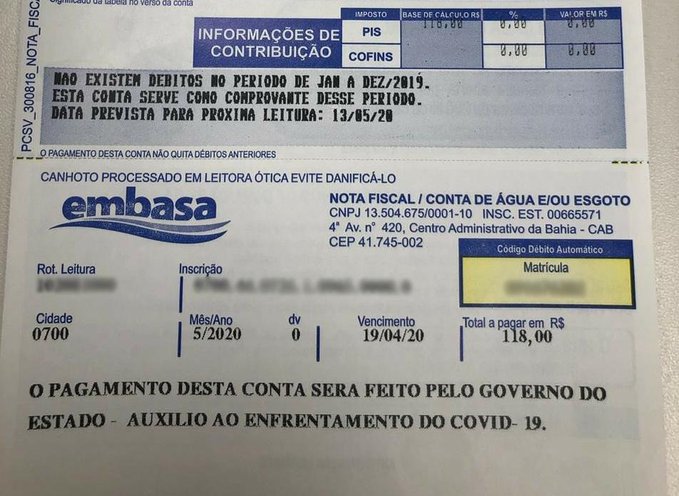 Significado da tabela no verso da conta
PCSV_300816_NOTA_FISC
INFORMAÇÕES DE
CONTRIBUIÇÃO
IMPOSTO BASE DE CÁLCULO R$ % VALOR EM R$
PIS 118,00 0,00 0,00
COFINS 0,00 0,00
NAO EXISTEM DEBITOS NO PERIODO DE JAN A DEZ/2019.
ESTA CONTA SERVE COMO COMPROVANTE DESSE PERIODO.
DATA PREVISTA PARA PROXIMA LEITURA: 13/05/20
O PAGAMENTO DESTA CONTA NÃO QUITA DÉBITOS ANTERIORES
CANHOTO PROCESSADO EM LEITORA ÓTICA EVITE DANIFICÁ-LO
embasa
NOTA FISCAL / CONTA DE ÁGUA E/OU ESGOTO
CNPJ 13.504.675/0001-10 INSC. EST. 00665571
4ª Av. nº 420, Centro Administrativo da Bahia - CAB
CEP 41.745-002
Código Débito Automático
Rot. Leitura Inscrição Matrícula
Cidade Mês/Ano dv Vencimento Total a pagar em R$
0700 5/2020 0 19/04/20 118,00
O PAGAMENTO DESTA CONTA SERA FEITO PELO GOVERNO DO
ESTADO - AUXILIO AO ENFRENTAMENTO DO COVID- 19.